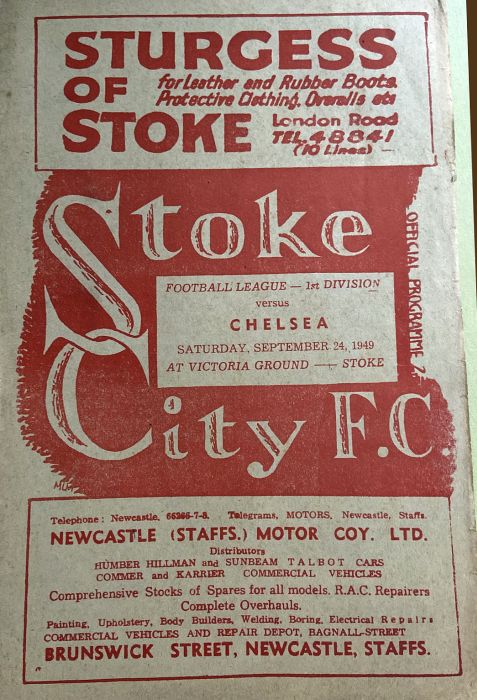 STURGESS
OF
STOKE
for Leather and Rubber Boots.
Protective Clothing, Overalls etc
London Road
TEL. 48841
(10 Lines)
Stoke
City F.C.
OFFICIAL PROGRAMME
FOOTBALL LEAGUE — 1st DIVISION
versus
CHELSEA
SATURDAY, SEPTEMBER 24, 1949
AT VICTORIA GROUND — STOKE
Telephone: Newcastle, 66266-7-8. Telegrams, MOTORS, Newcastle, Staffs.
NEWCASTLE (STAFFS.) MOTOR COY. LTD.
Distributors
HUMBER HILLMAN and SUNBEAM TALBOT CARS
COMMER and KARRIER COMMERCIAL VEHICLES
Comprehensive Stocks of Spares for all models. R.A.C. Repairers
Complete Overhauls.
Painting, Upholstery, Body Builders, Welding, Boring, Electrical Repairs
COMMERCIAL VEHICLES AND REPAIR DEPOT, BAGNALL-STREET
BRUNSWICK STREET, NEWCASTLE, STAFFS.